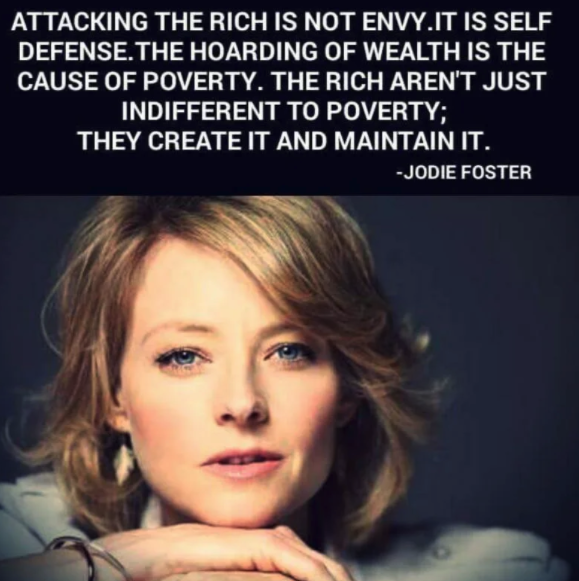 ATTACKING THE RICH IS NOT ENVY.IT IS SELF
DEFENSE.THE HOARDING OF WEALTH IS THE
CAUSE OF POVERTY. THE RICH AREN'T JUST
INDIFFERENT TO POVERTY;
THEY CREATE IT AND MAINTAIN IT.
-JODIE FOSTER